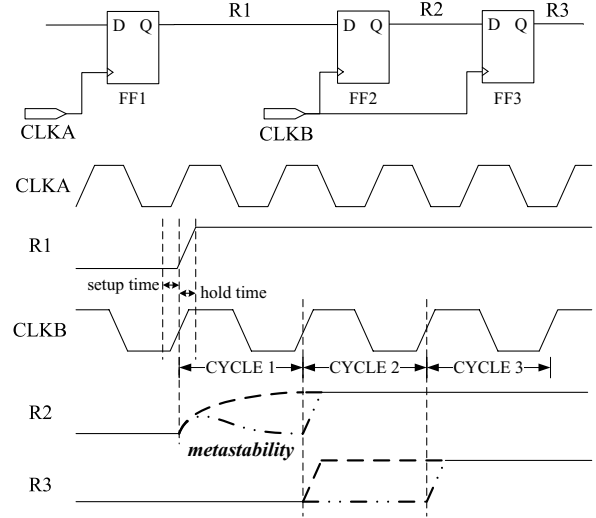 R1 R2 R3
D Q D Q D Q
FF1 FF2 FF3
CLKA CLKB
CLKA
R1
setup time hold time
CLKB
CYCLE 1 CYCLE 2 CYCLE 3
R2
metastability
R3